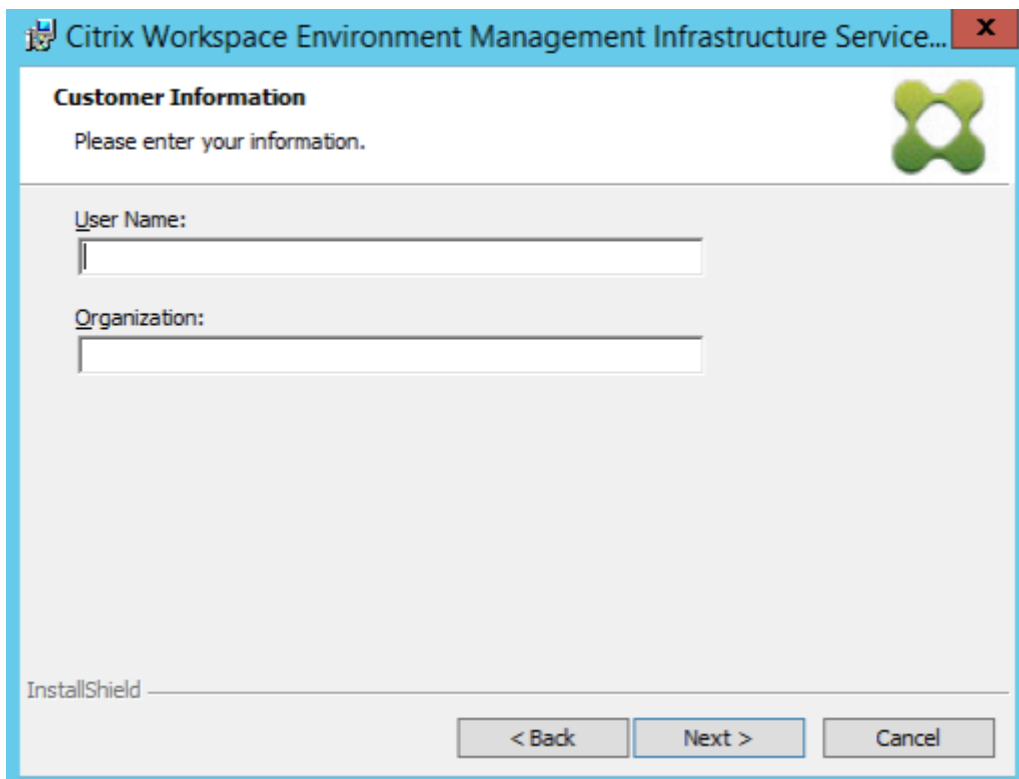 Citrix Workspace Environment Management Infrastructure Service...
x
Customer Information
Please enter your information.
User Name:
Organization:
InstallShield
< Back
Next >
Cancel